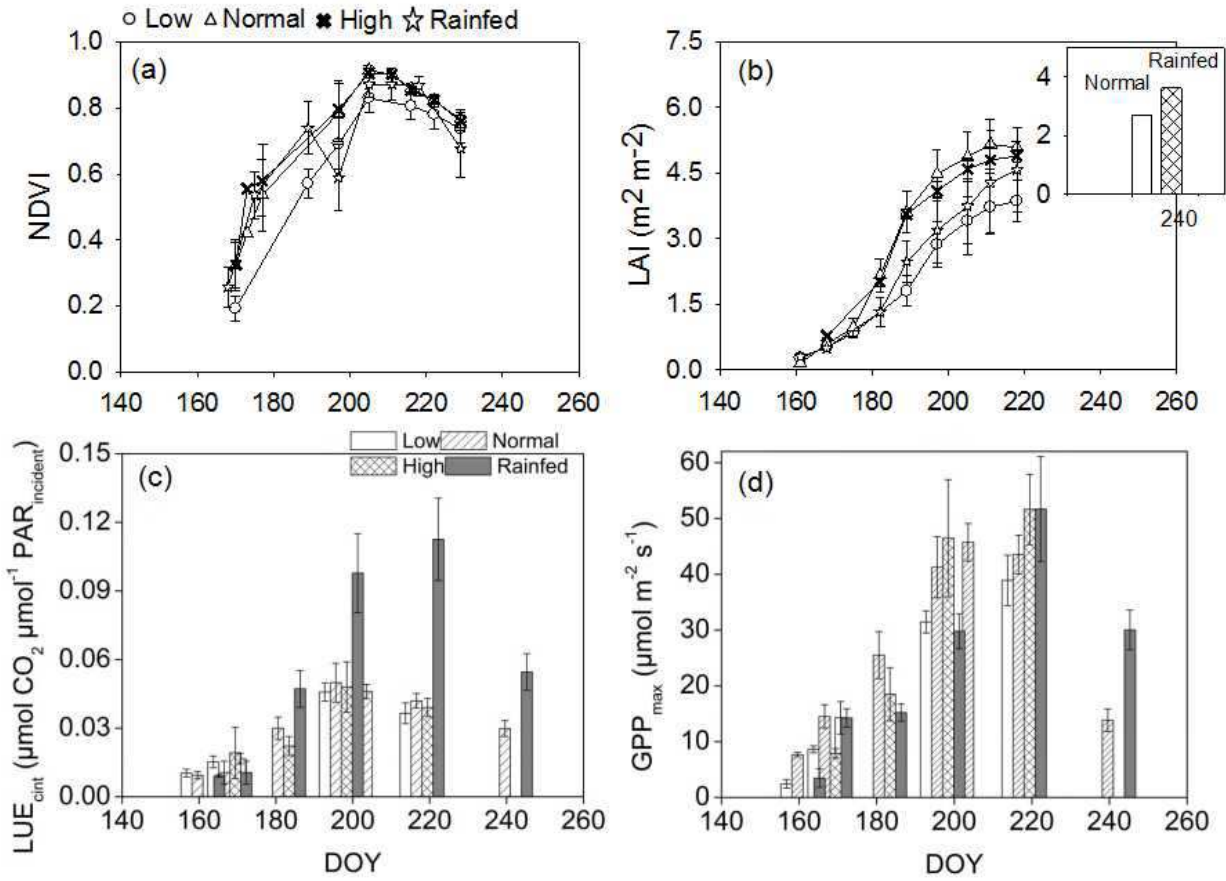 Low Normal High Rainfed
(a)
1.0
0.8
0.6
0.4
0.2
0.0
NDVI
140 160 180 200 220 240 260
(b)
7.5
6.0
4.5
3.0
1.5
0.0
LAI (m2 m-2)
140 160 180 200 220 240 260
Rainfed
Normal
4
2
0
240
Low Normal
High Rainfed
(c)
0.15
0.12
0.09
0.06
0.03
0.00
LUEcint (µmol CO2 µmol-1 PARincident)
140 160 180 200 220 240 260
DOY
(d)
60
50
40
30
20
10
0
GPPmax (µmol m-2 s-1)
140 160 180 200 220 240 260
DOY